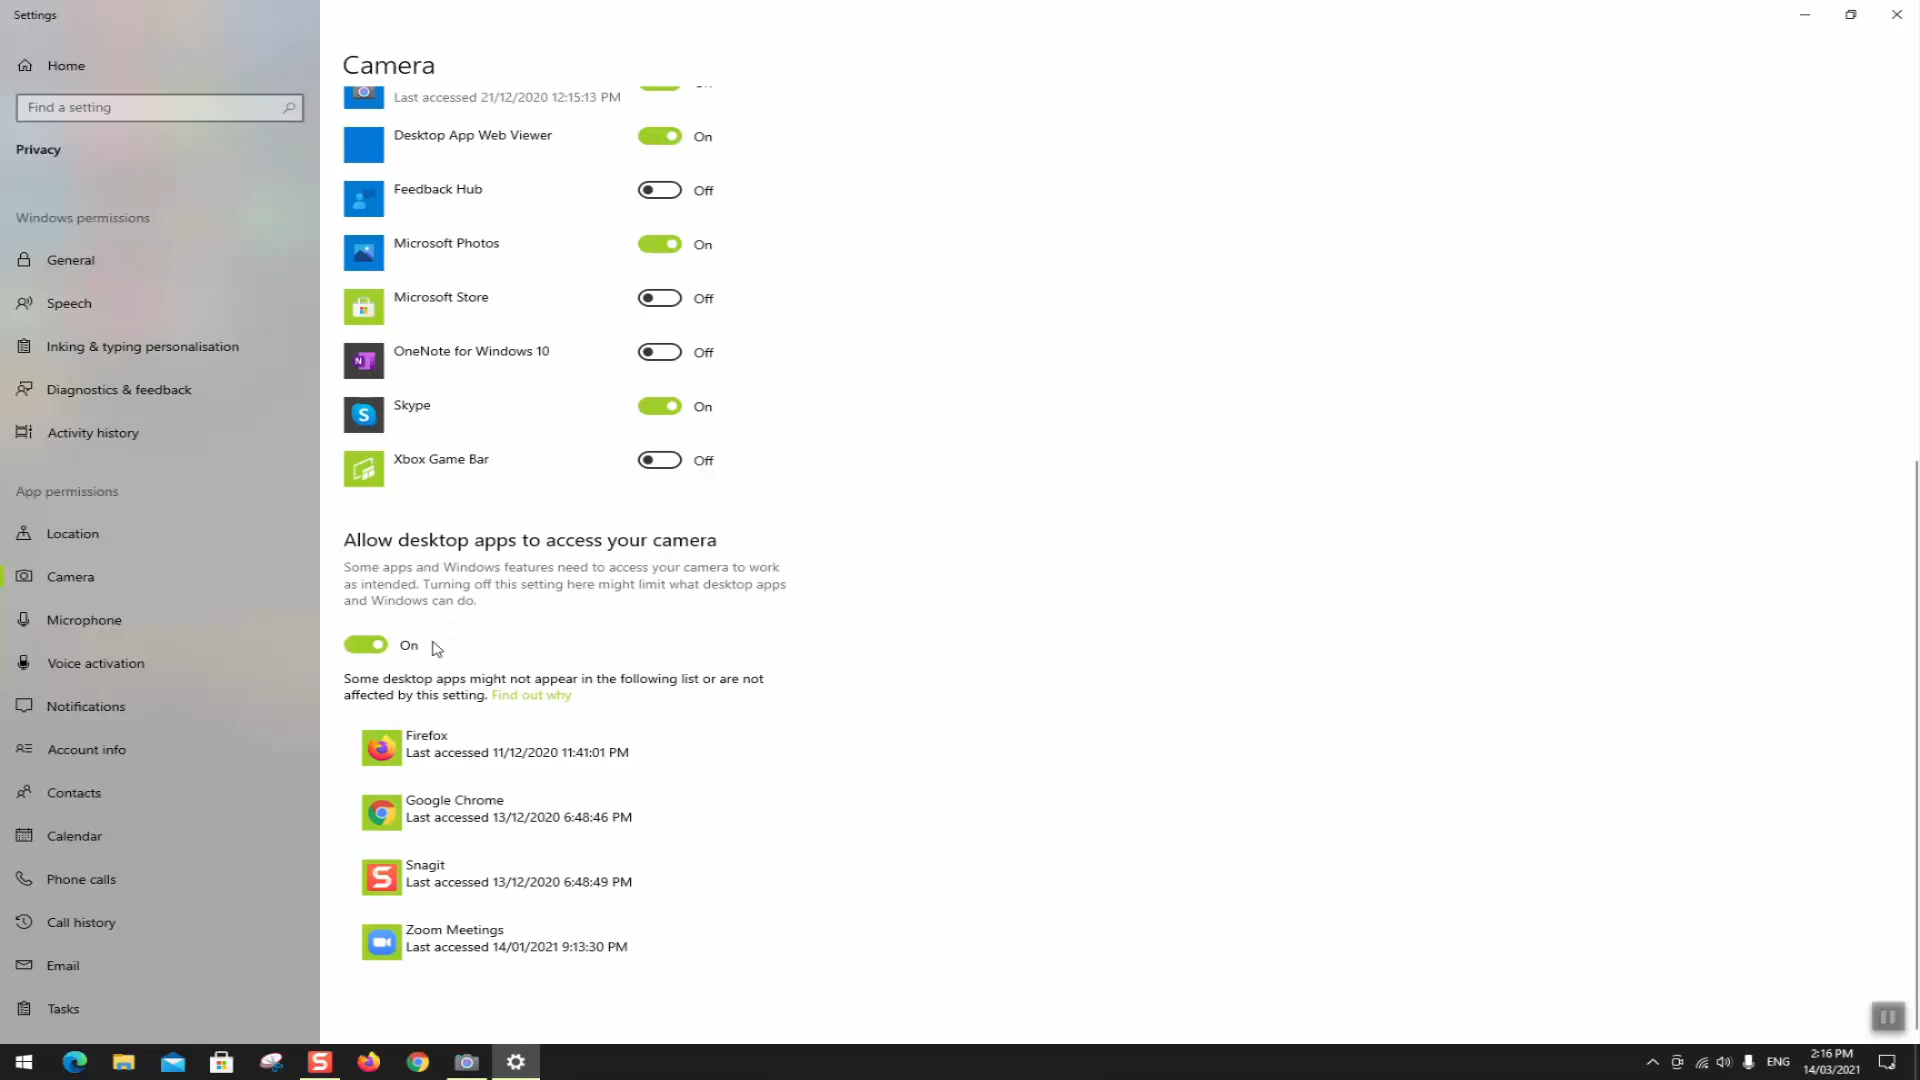 Settings
Home
Find a setting
Privacy
Windows permissions
General
Speech
Inking & typing personalisation
Diagnostics & feedback
Activity history
App permissions
Location
Camera
Microphone
Voice activation
Notifications
Account info
Contacts
Calendar
Phone calls
Call history
Email
Tasks
Camera
Last accessed 21/12/2020 12:15:13 PM
Desktop App Web Viewer On
Feedback Hub Off
Microsoft Photos On
Microsoft Store Off
OneNote for Windows 10 Off
Skype On
Xbox Game Bar Off
Allow desktop apps to access your camera
Some apps and Windows features need to access your camera to work
as intended. Turning off this setting here might limit what desktop apps
and Windows can do.
On
Some desktop apps might not appear in the following list or are not
affected by this setting. Find out why
Firefox
Last accessed 11/12/2020 11:41:01 PM
Google Chrome
Last accessed 13/12/2020 6:48:46 PM
Snagit
Last accessed 13/12/2020 6:48:49 PM
Zoom Meetings
Last accessed 14/01/2021 9:13:30 PM
ENG
2:16 PM
14/03/2021